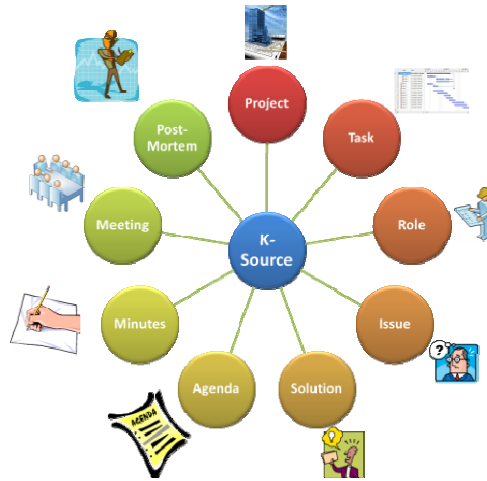 Project
Post-
Mortem
Task
Meeting
K-
Source
Role
Minutes
Issue
Agenda
Solution
AGENDA
?